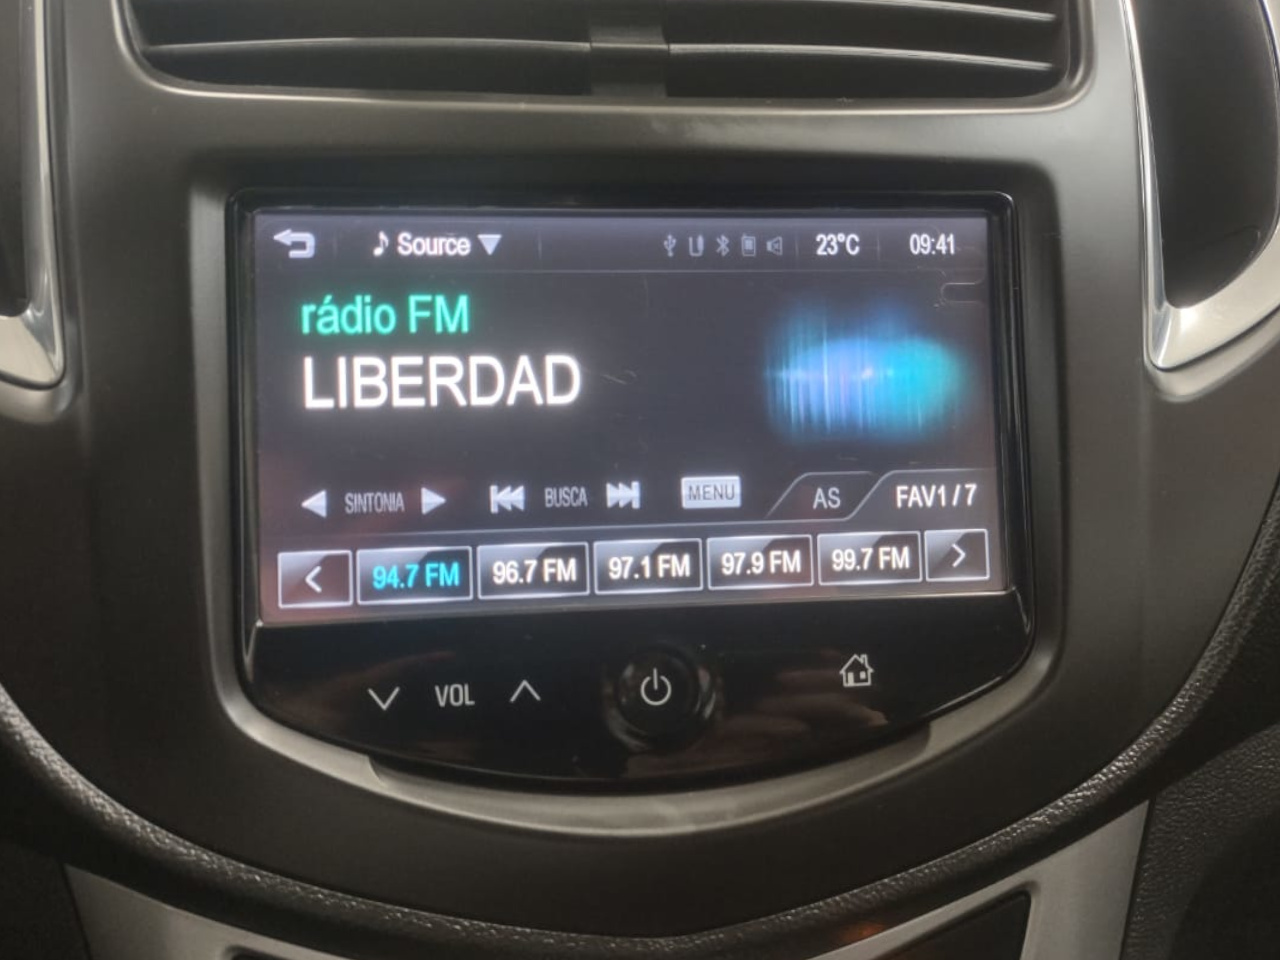 Source 23°C 09:41
rádio FM
LIBERDAD
SINTONIA BUSCA MENU AS FAV1/7
94.7 FM 96.7 FM 97.1 FM 97.9 FM 99.7 FM
VOL